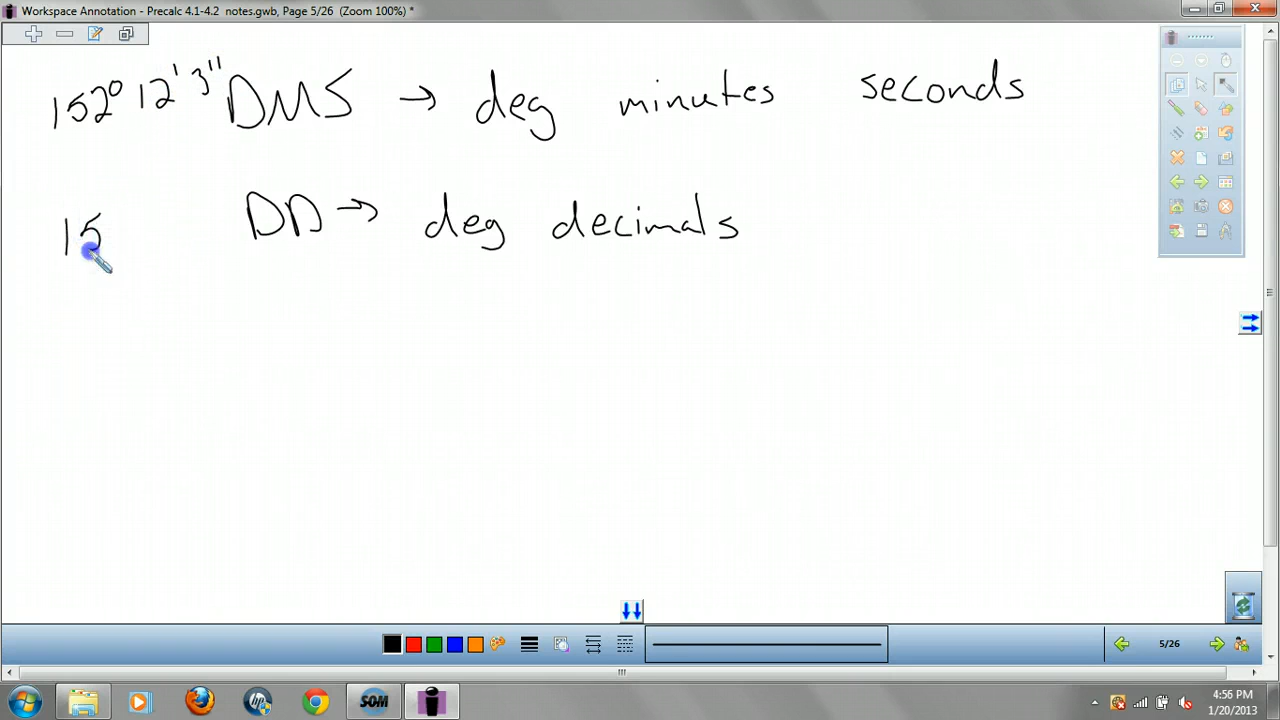 Workspace Annotation - Precalc 4.1-4.2 notes.gwb, Page 5/26 (Zoom 100%) *
152° 12' 3" DMS → deg minutes seconds
15 DD → deg decimals
5/26
SOM
4:56 PM
1/20/2013